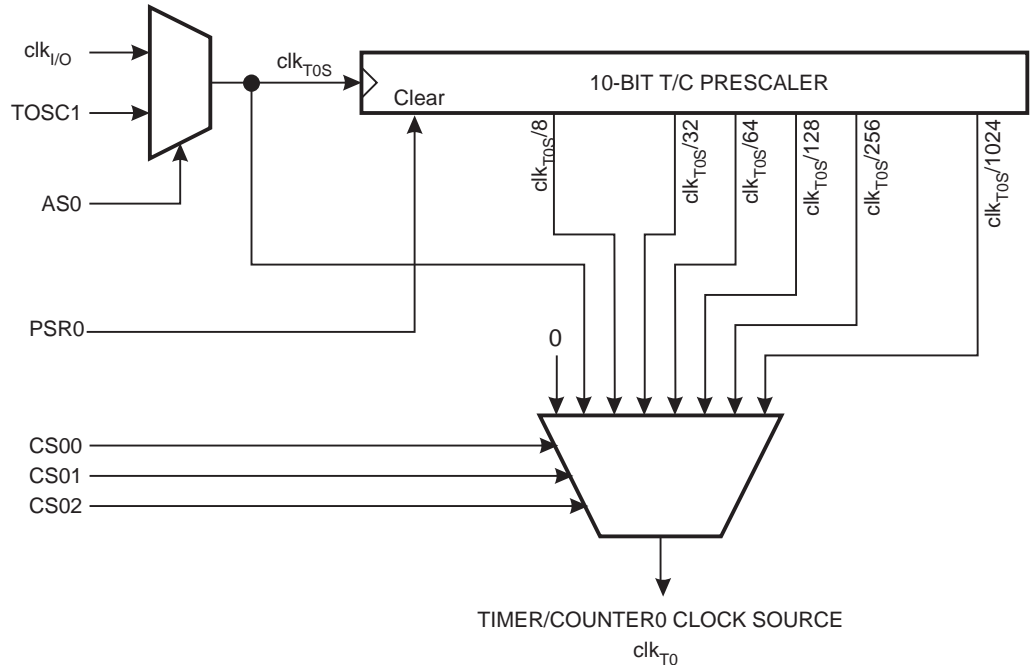 clkI/O
TOSC1
AS0
PSR0
clkT0S
10-BIT T/C PRESCALER
Clear
clkT0S/8
clkT0S/32
clkT0S/64
clkT0S/128
clkT0S/256
clkT0S/1024
0
CS00
CS01
CS02
TIMER/COUNTER0 CLOCK SOURCE
clkT0